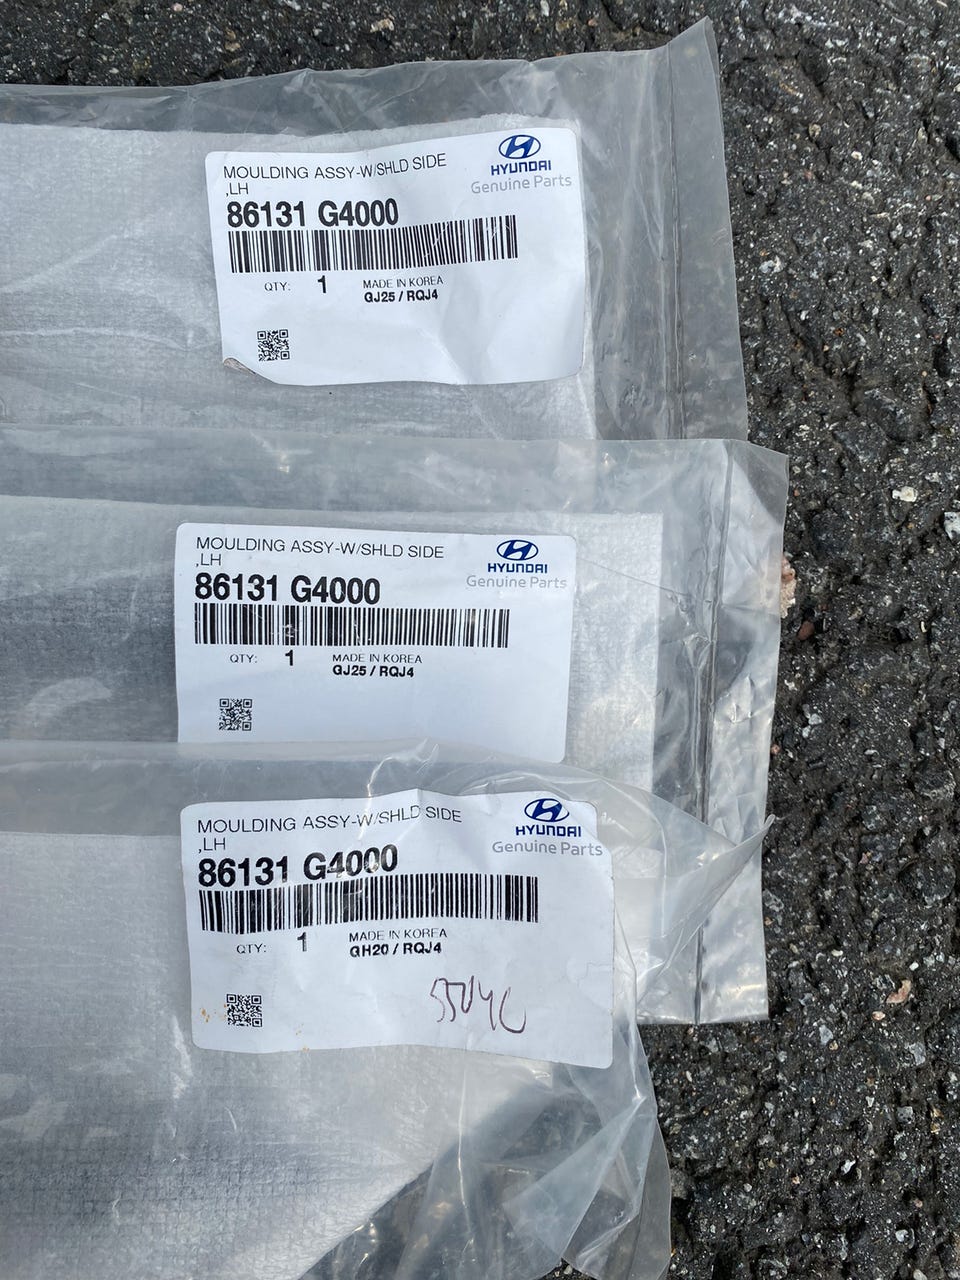 MOULDING ASSY-W/SHLD SIDE
,LH
HYUNDAI
Genuine Parts
86131 G4000
QTY: 1 MADE IN KOREA
GJ25 / RQJ4
MOULDING ASSY-W/SHLD SIDE
,LH
HYUNDAI
Genuine Parts
86131 G4000
QTY: 1 MADE IN KOREA
GJ25 / RQJ4
MOULDING ASSY-W/SHLD SIDE
,LH
HYUNDAI
Genuine Parts
86131 G4000
QTY: 1 MADE IN KOREA
GH20 / RQJ4